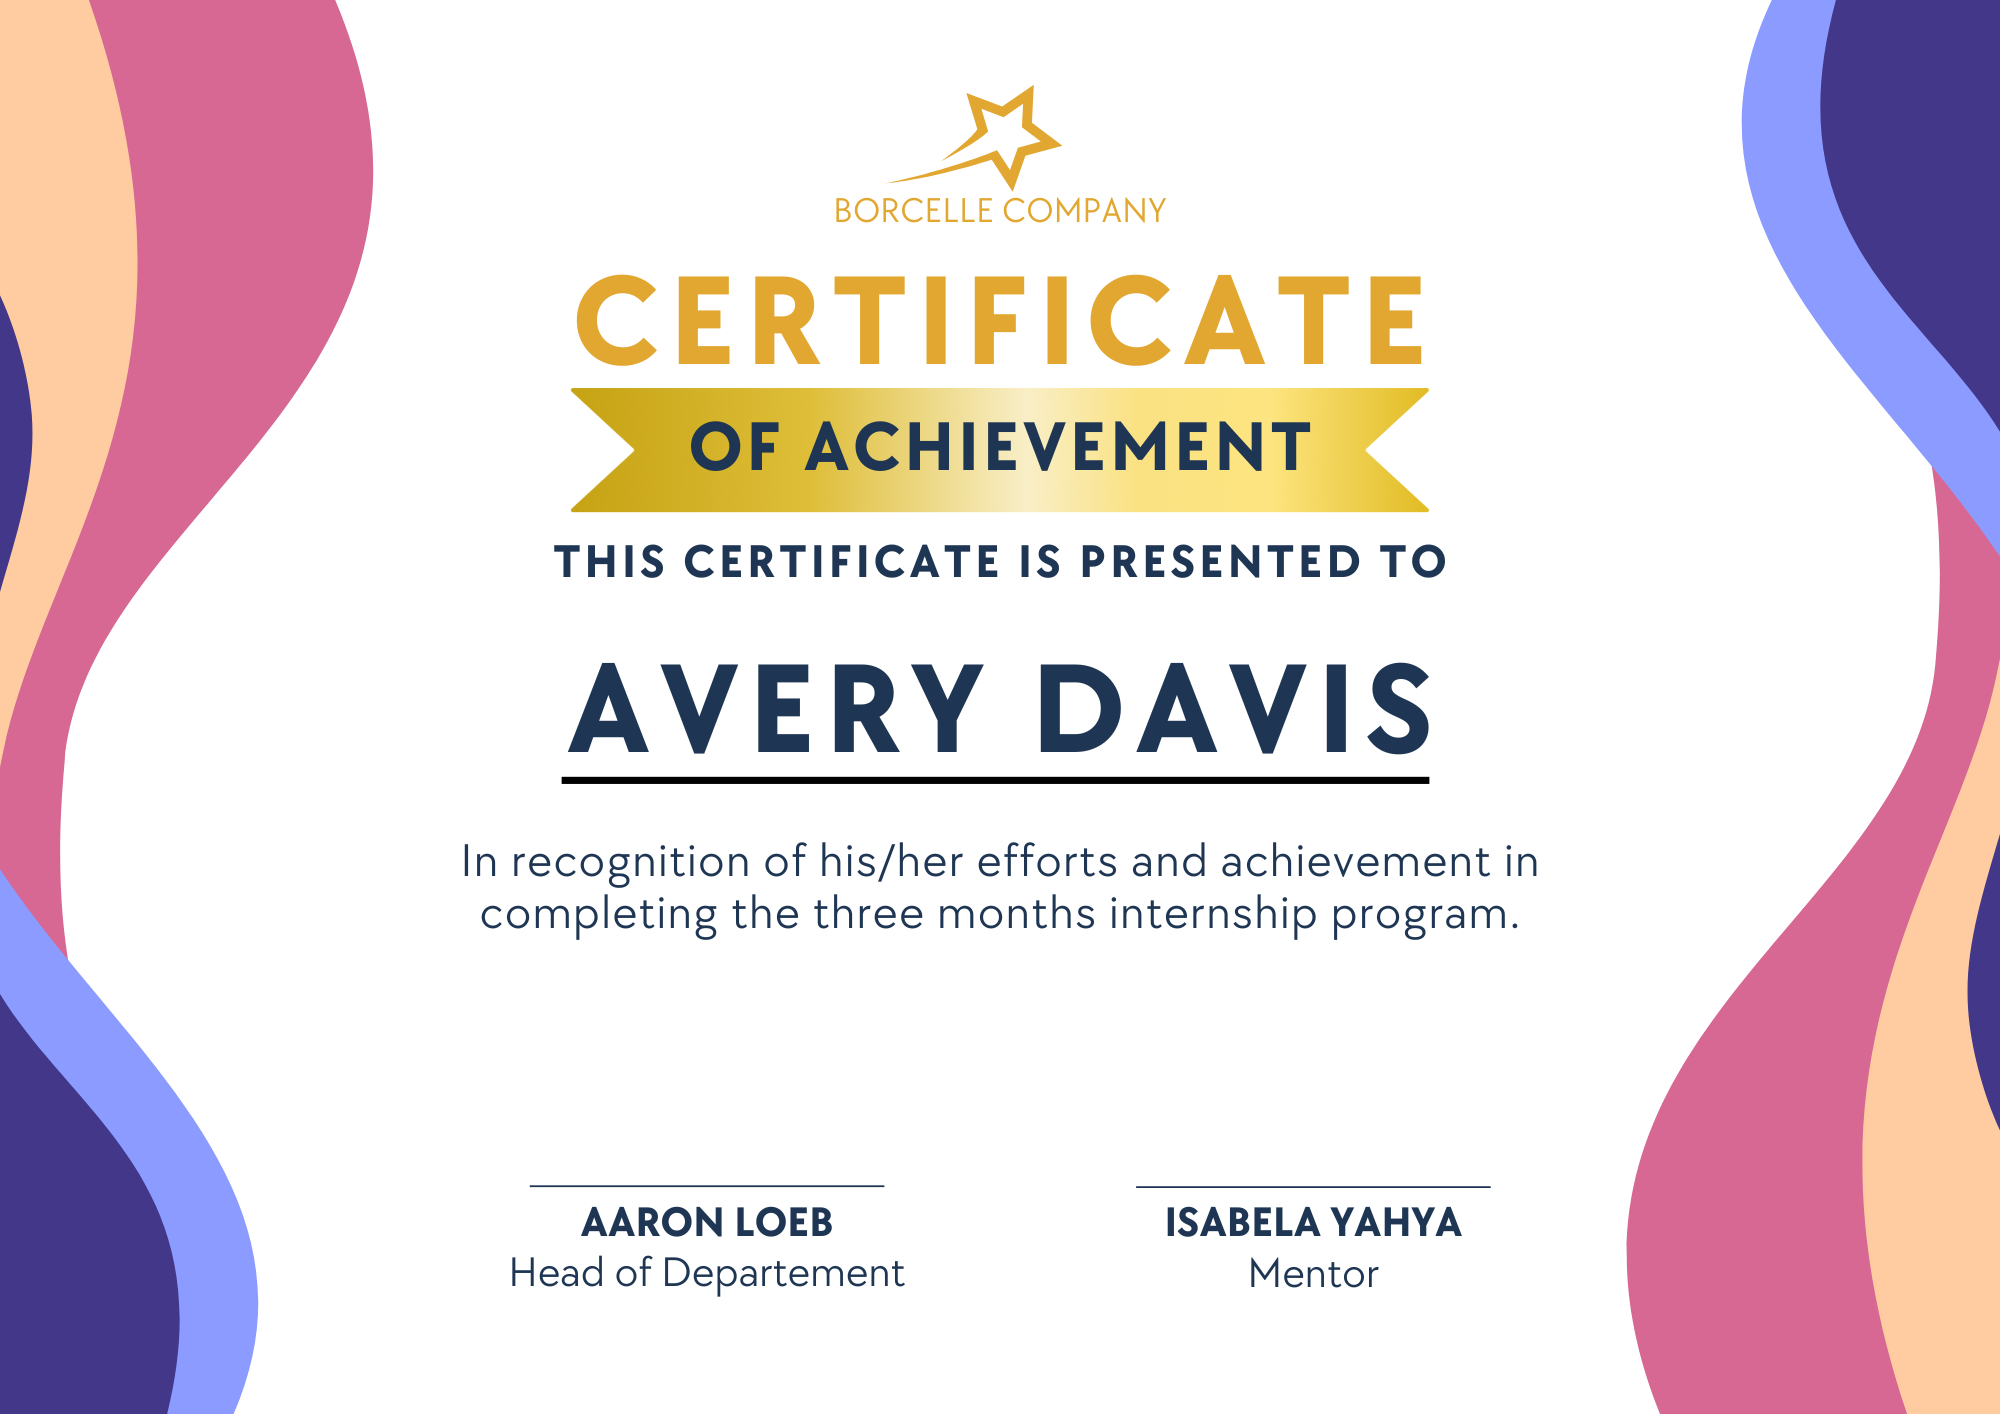 BORCELLE COMPANY
CERTIFICATE
OF ACHIEVEMENT
THIS CERTIFICATE IS PRESENTED TO
AVERY DAVIS
In recognition of his/her efforts and achievement in
completing the three months internship program.
AARON LOEB
Head of Departement
ISABELA YAHYA
Mentor